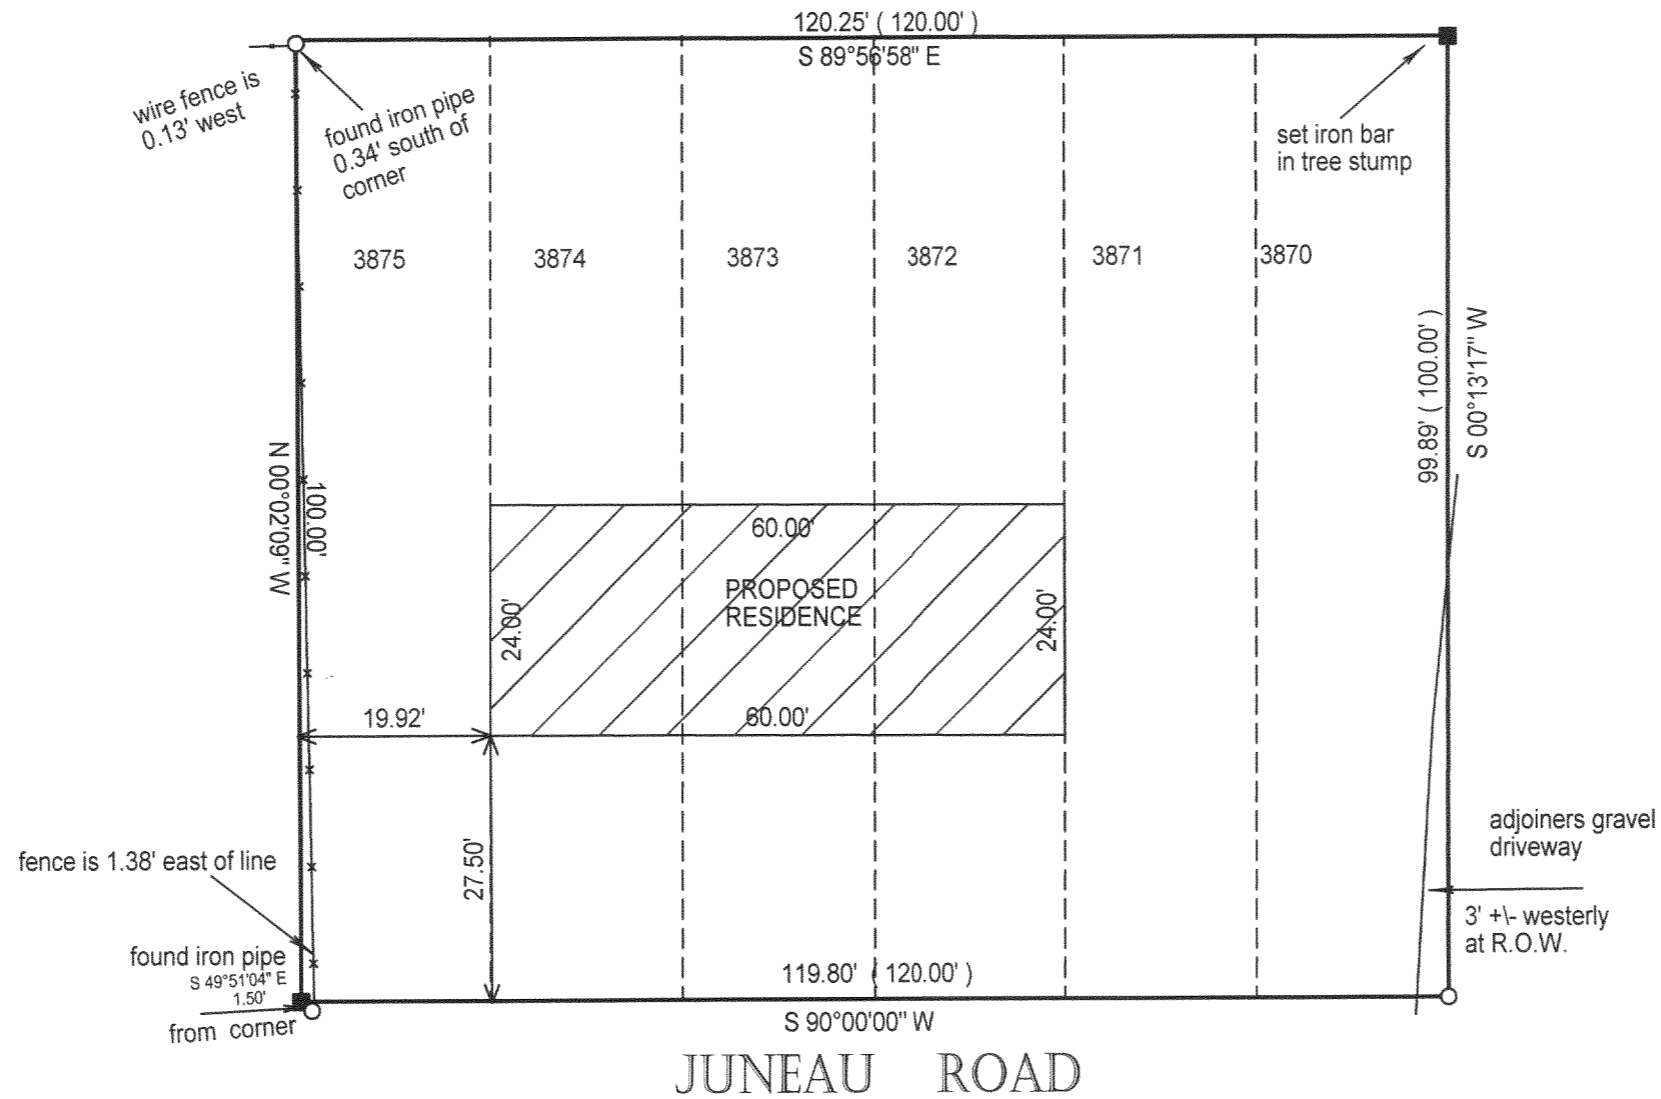 120.25' ( 120.00' )
S 89°56'58" E
wire fence is
0.13' west
found iron pipe
0.34' south of
corner
set iron bar
in tree stump
3875
3874
3873
3872
3871
3870
N 00°02'09" W
100.00'
99.89' ( 100.00' )
S 00°13'17" W
60.00'
PROPOSED
RESIDENCE
24.00'
24.00'
60.00'
19.92'
27.50'
fence is 1.38' east of line
found iron pipe
S 49°51'04" E
1.50'
from corner
adjoiners gravel
driveway
3' +\- westerly
at R.O.W.
119.80' ( 120.00' )
S 90°00'00" W
JUNEAU ROAD